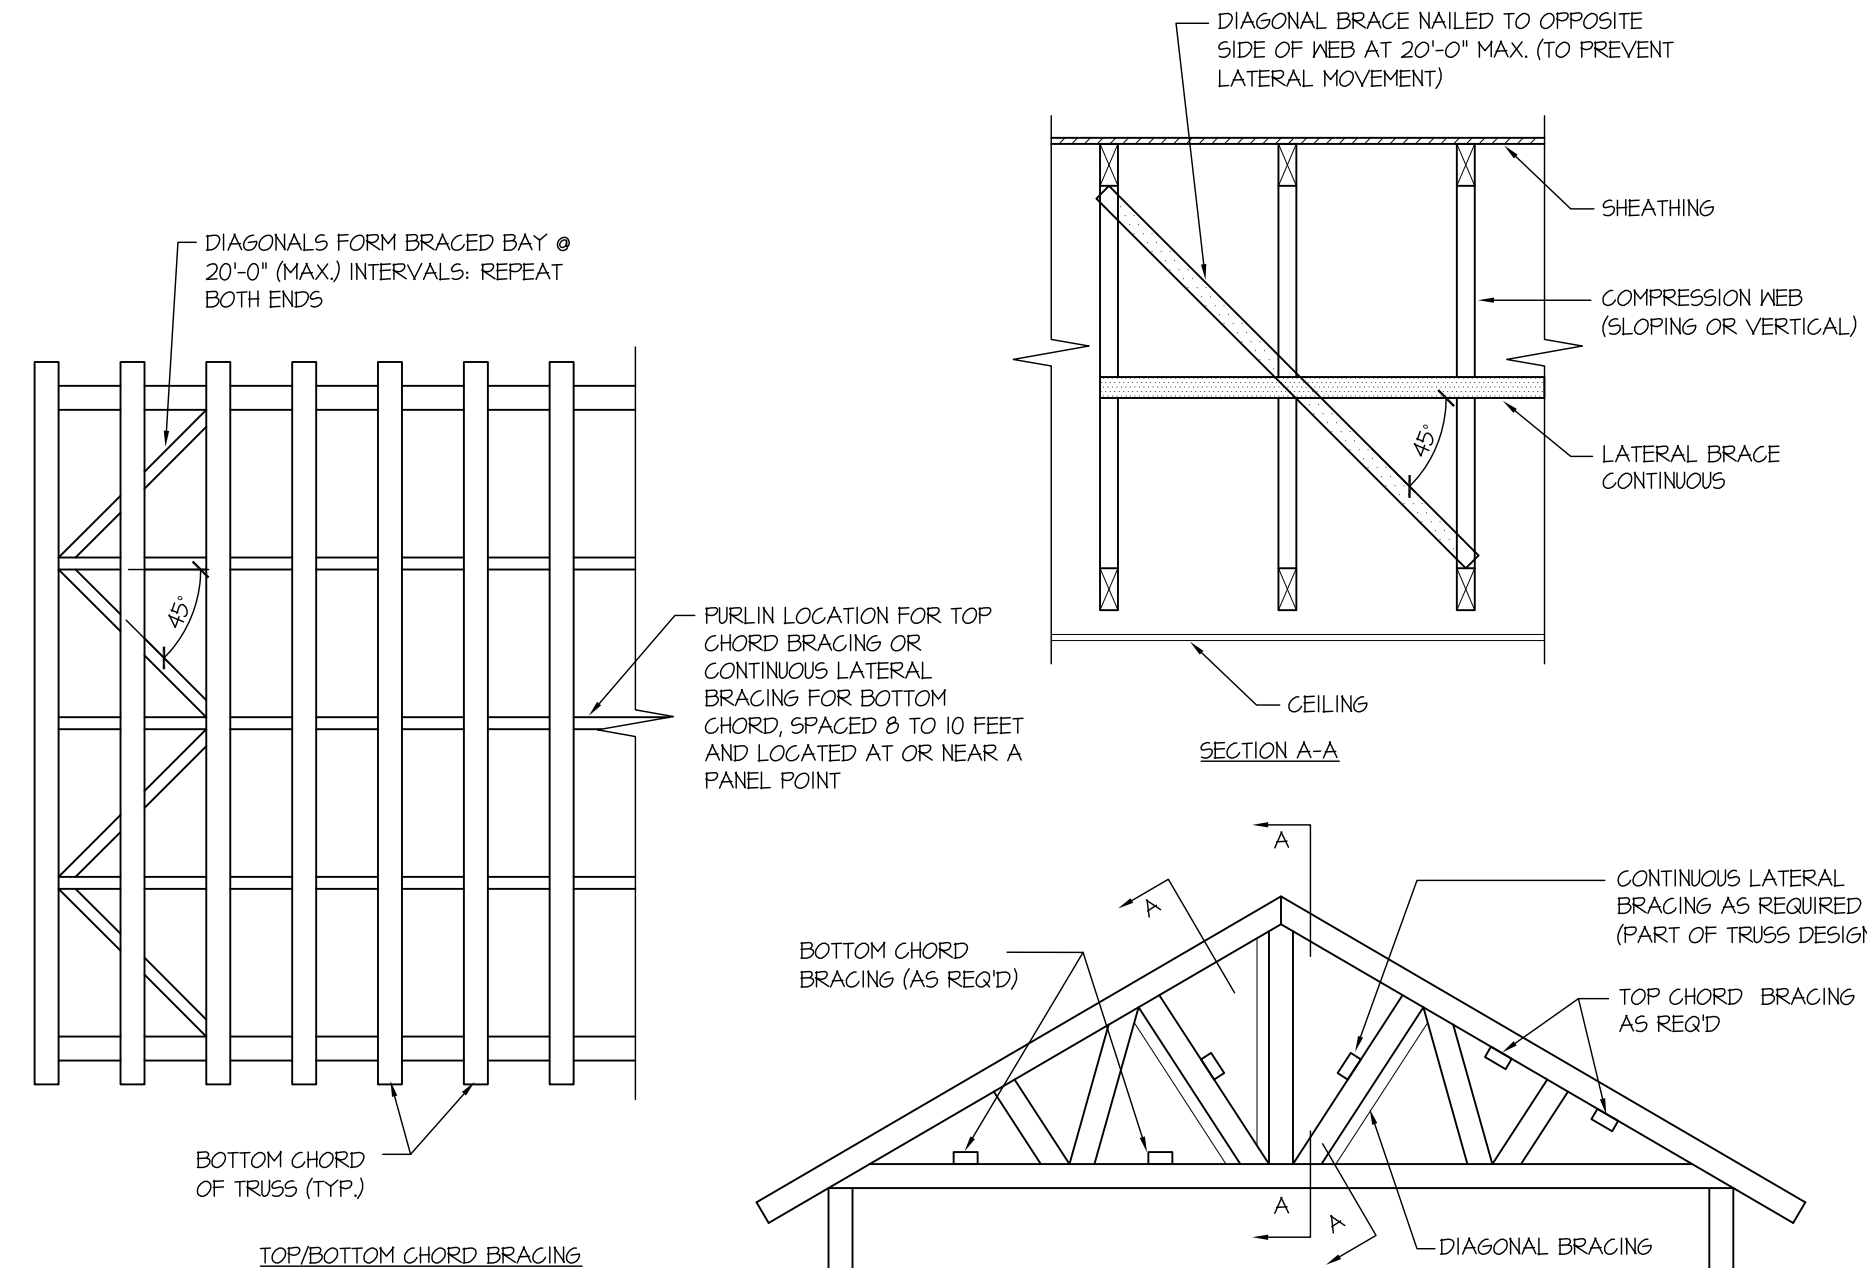 DIAGONAL BRACE NAILED TO OPPOSITE
SIDE OF WEB AT 20'-0" MAX. (TO PREVENT
LATERAL MOVEMENT)
SHEATHING
COMPRESSION WEB
(SLOPING OR VERTICAL)
45°
LATERAL BRACE
CONTINUOUS
CEILING
SECTION A-A
DIAGONALS FORM BRACED BAY @
20'-0" (MAX.) INTERVALS: REPEAT
BOTH ENDS
45°
PURLIN LOCATION FOR TOP
CHORD BRACING OR
CONTINUOUS LATERAL
BRACING FOR BOTTOM
CHORD, SPACED 8 TO 10 FEET
AND LOCATED AT OR NEAR A
PANEL POINT
BOTTOM CHORD
OF TRUSS (TYP.)
TOP/BOTTOM CHORD BRACING
A
A
CONTINUOUS LATERAL
BRACING AS REQUIRED
(PART OF TRUSS DESIGN
BOTTOM CHORD
BRACING (AS REQ'D)
TOP CHORD BRACING
AS REQ'D
A
A
DIAGONAL BRACING